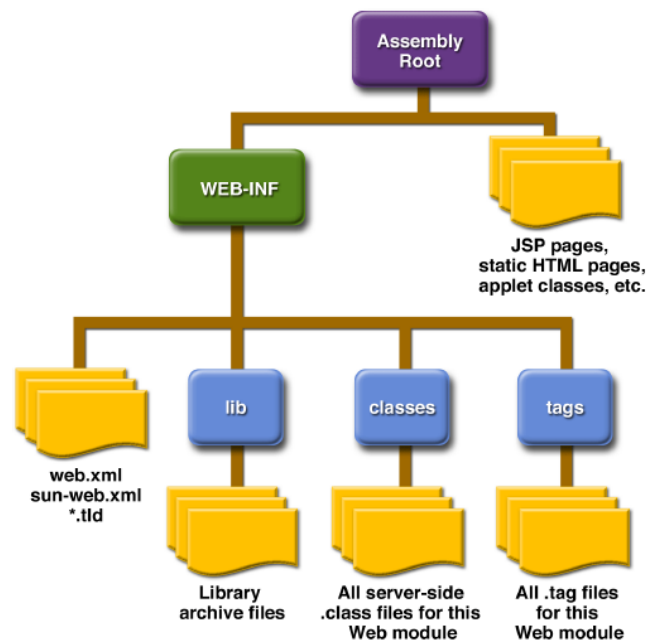 Assembly
Root
WEB-INF
JSP pages,
static HTML pages,
applet classes, etc.
web.xml
sun-web.xml
*.tld
lib
classes
tags
Library
archive files
All server-side
.class files for this
Web module
All .tag files
for this
Web module